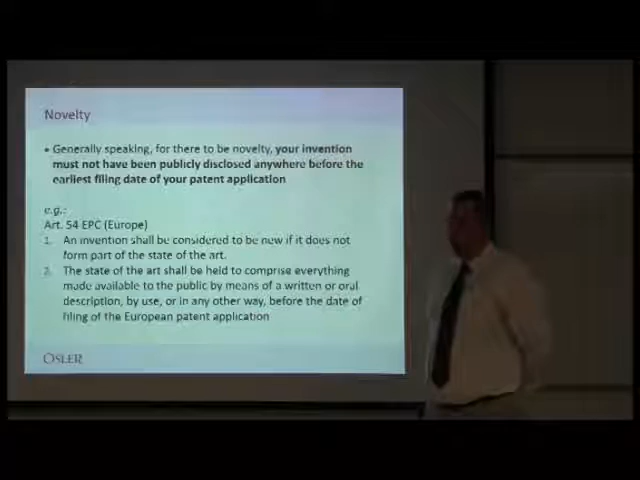 Novelty
• Generally speaking, for there to be novelty, your invention
must not have been publicly disclosed anywhere before the
earliest filing date of your patent application
e.g.:
Art. 54 EPC (Europe)
1. An invention shall be considered to be new if it does not
form part of the state of the art.
2. The state of the art shall be held to comprise everything
made available to the public by means of a written or oral
description, by use, or in any other way, before the date of
filing of the European patent application
OSLER